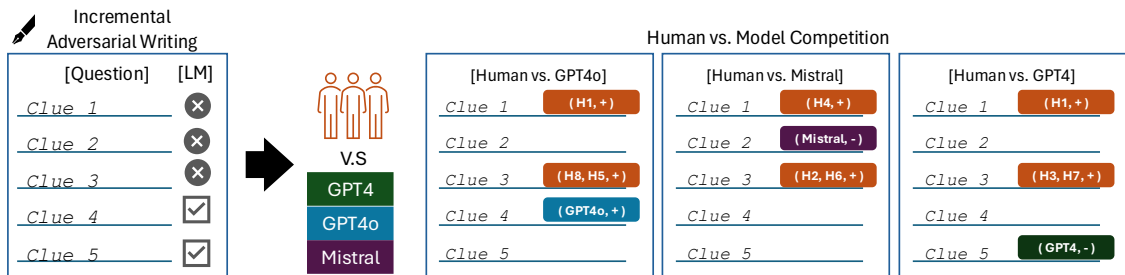 Incremental
Adversarial Writing
[Question] [LM]
Clue 1
Clue 2
Clue 3
Clue 4
Clue 5
V.S
GPT4
GPT4o
Mistral
Human vs. Model Competition
[Human vs. GPT4o]
Clue 1 ( H1, +)
Clue 2
Clue 3 ( H8, H5, +)
Clue 4 (GPT4o, +)
Clue 5
[Human vs. Mistral]
Clue 1 ( H4, +)
Clue 2 ( Mistral, -)
Clue 3 ( H2, H6, +)
Clue 4
Clue 5
[Human vs. GPT4]
Clue 1 ( H1, +)
Clue 2
Clue 3 ( H3, H7, +)
Clue 4
Clue 5 ( GPT4, -)